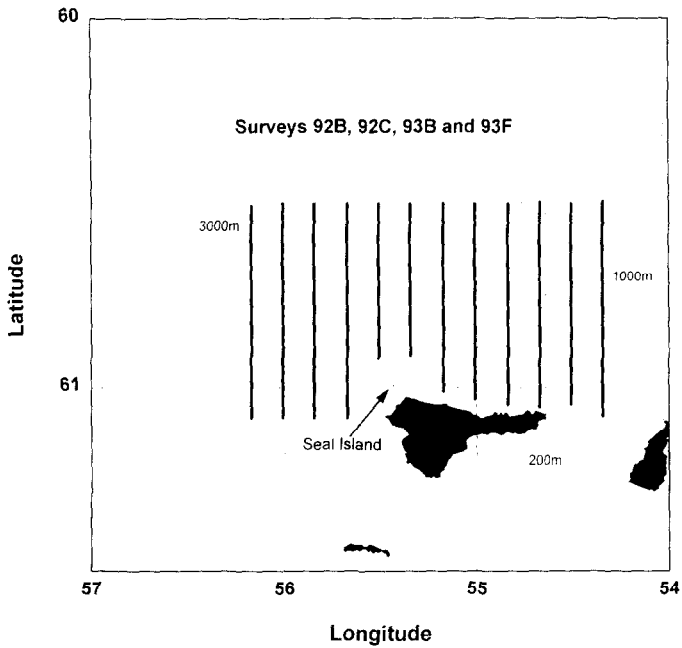 60
Surveys 92B, 92C, 93B and 93F
3000m
1000m
Latitude
61
Seal Island
200m
57
56
55
54
Longitude